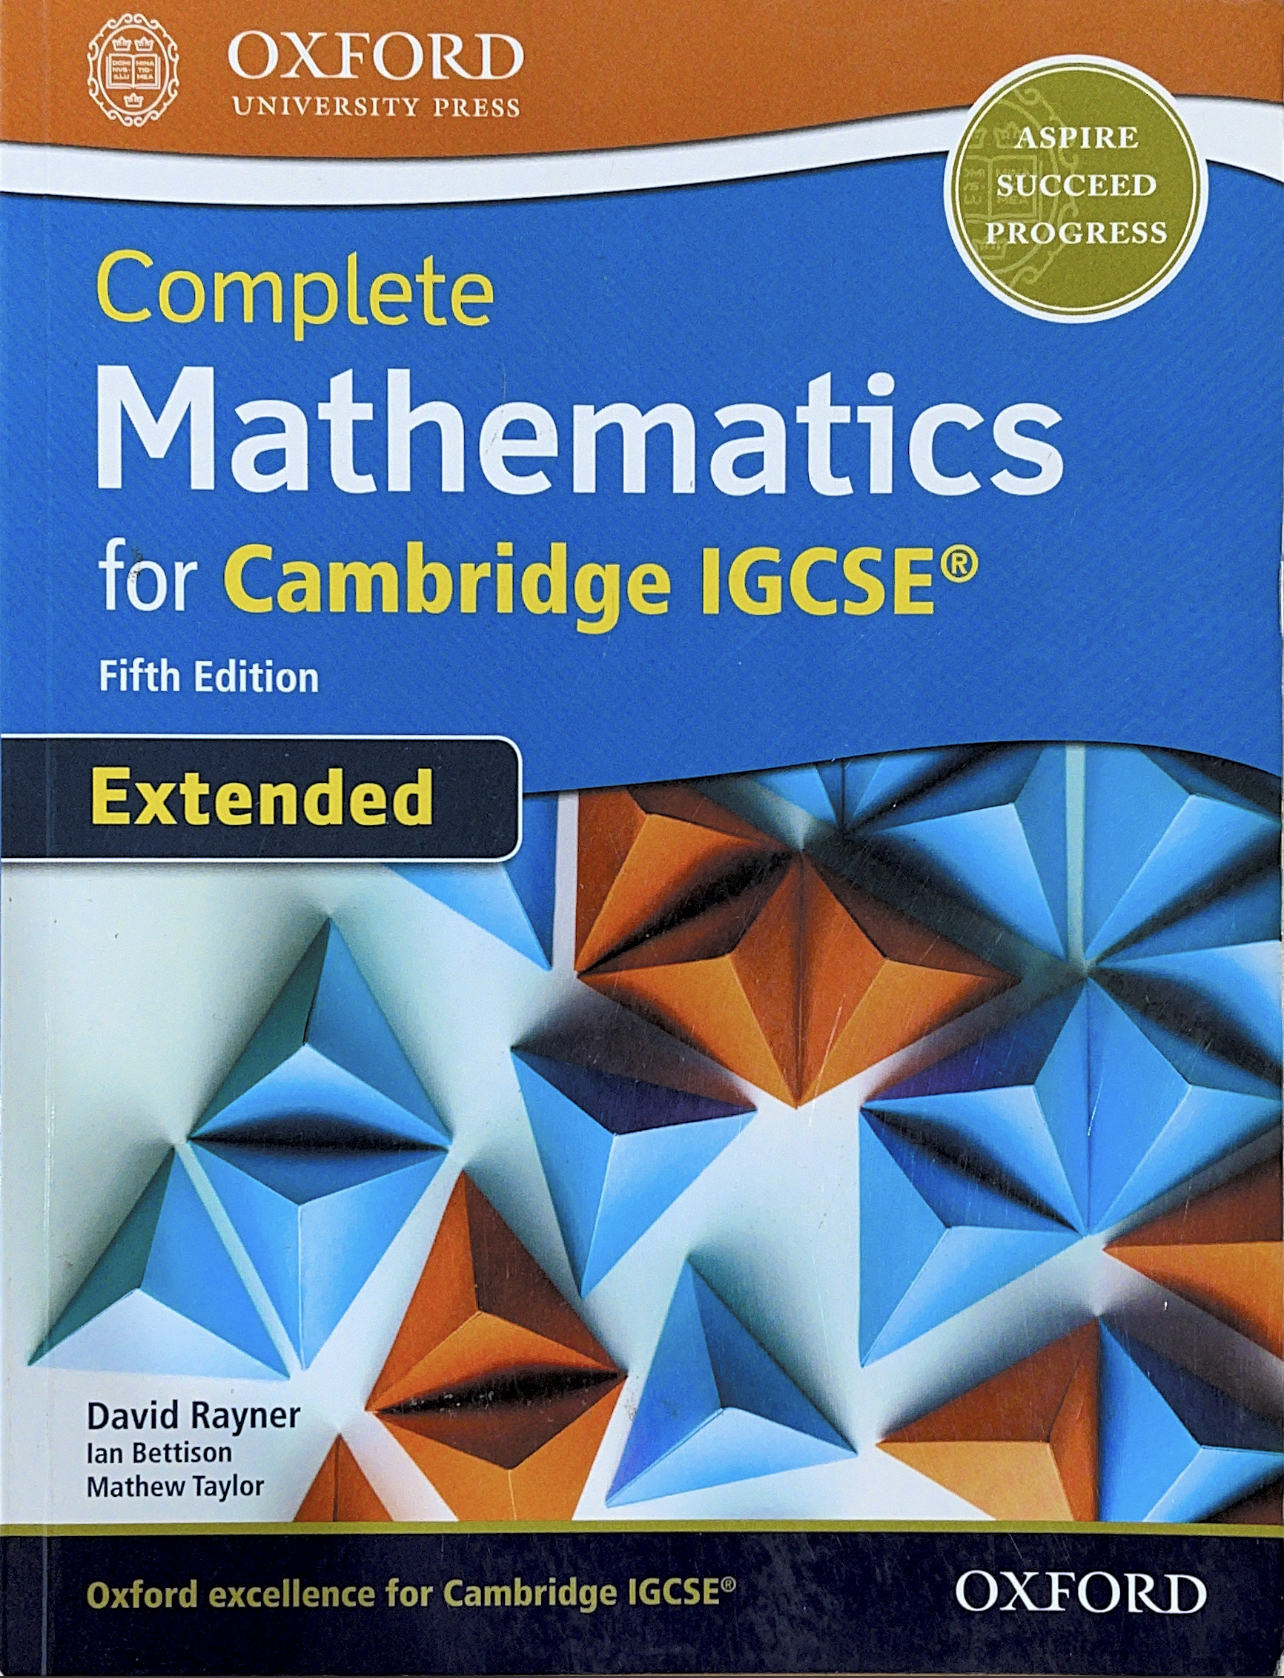 OXFORD
UNIVERSITY PRESS
ASPIRE
SUCCEED
PROGRESS
Complete
Mathematics
for Cambridge IGCSE®
Fifth Edition
Extended
David Rayner
Ian Bettison
Mathew Taylor
Oxford excellence for Cambridge IGCSE®
OXFORD